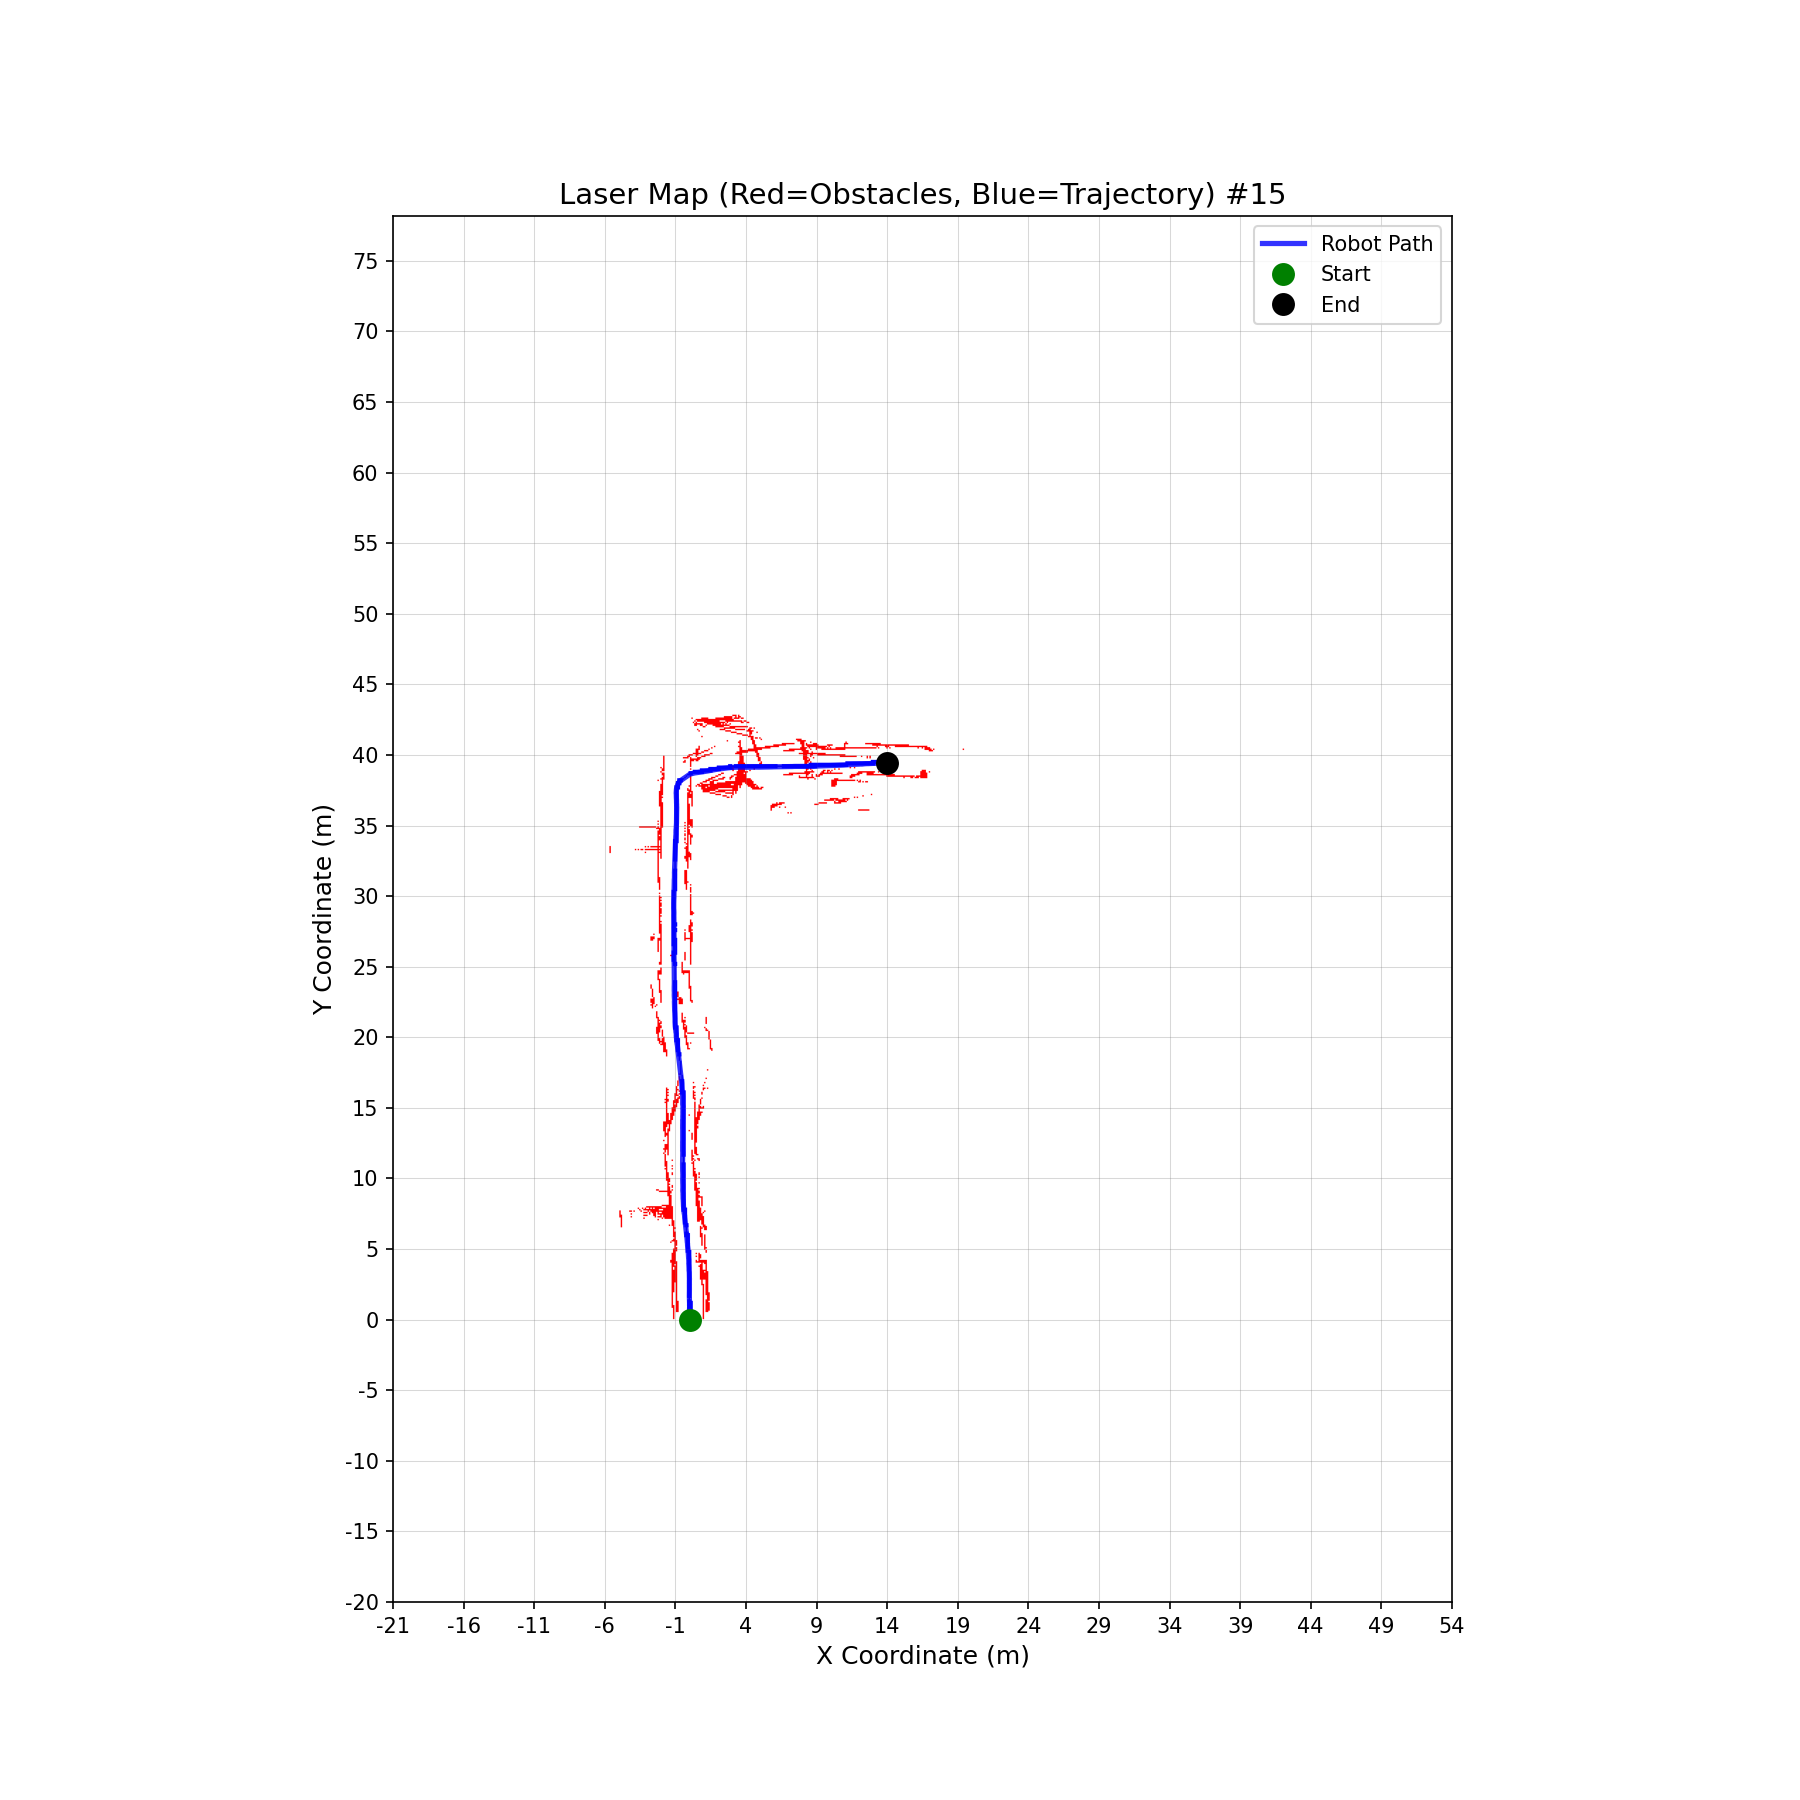 Laser Map (Red=Obstacles, Blue=Trajectory) #15
Robot Path
Start
End
75
70
65
60
55
50
45
40
35
30
25
20
15
10
5
0
-5
-10
-15
-20
Y Coordinate (m)
-21 -16 -11 -6 -1 4 9 14 19 24 29 34 39 44 49 54
X Coordinate (m)